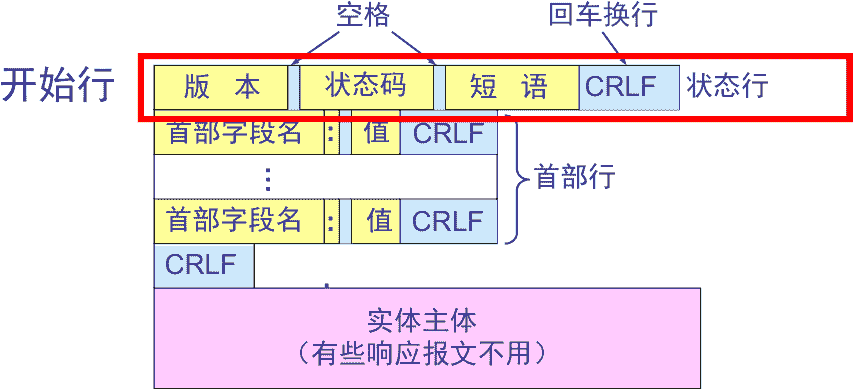 空格 回车换行
开始行 版 本 状态码 短 语 CRLF 状态行
首部字段名 : 值 CRLF
⋮ 首部行
首部字段名 : 值 CRLF
CRLF
实体主体
（有些响应报文不用）